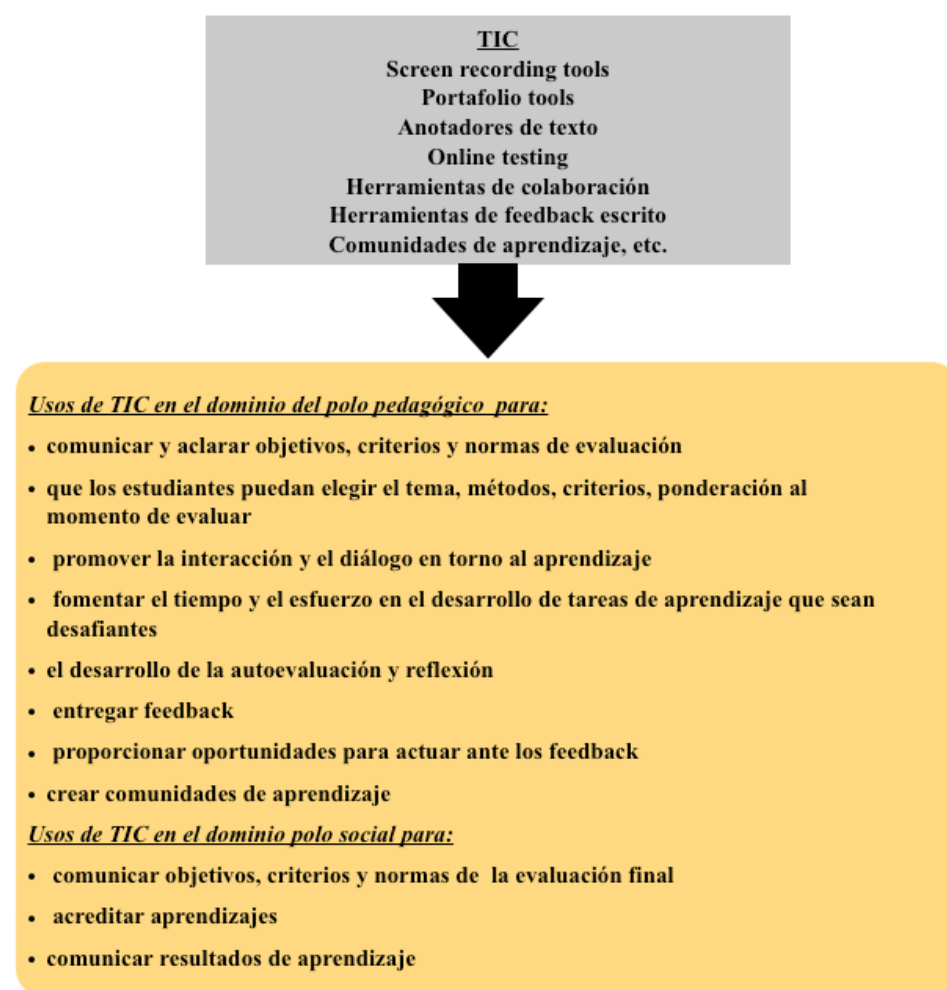 TIC
Screen recording tools
Portafolio tools
Anotadores de texto
Online testing
Herramientas de colaboración
Herramientas de feedback escrito
Comunidades de aprendizaje, etc.
Usos de TIC en el dominio del polo pedagógico para:
• comunicar y aclarar objetivos, criterios y normas de evaluación
• que los estudiantes puedan elegir el tema, métodos, criterios, ponderación al
momento de evaluar
• promover la interacción y el diálogo en torno al aprendizaje
• fomentar el tiempo y el esfuerzo en el desarrollo de tareas de aprendizaje que sean
desafiantes
• el desarrollo de la autoevaluación y reflexión
• entregar feedback
• proporcionar oportunidades para actuar ante los feedback
• crear comunidades de aprendizaje
Usos de TIC en el dominio polo social para:
• comunicar objetivos, criterios y normas de la evaluación final
• acreditar aprendizajes
• comunicar resultados de aprendizaje